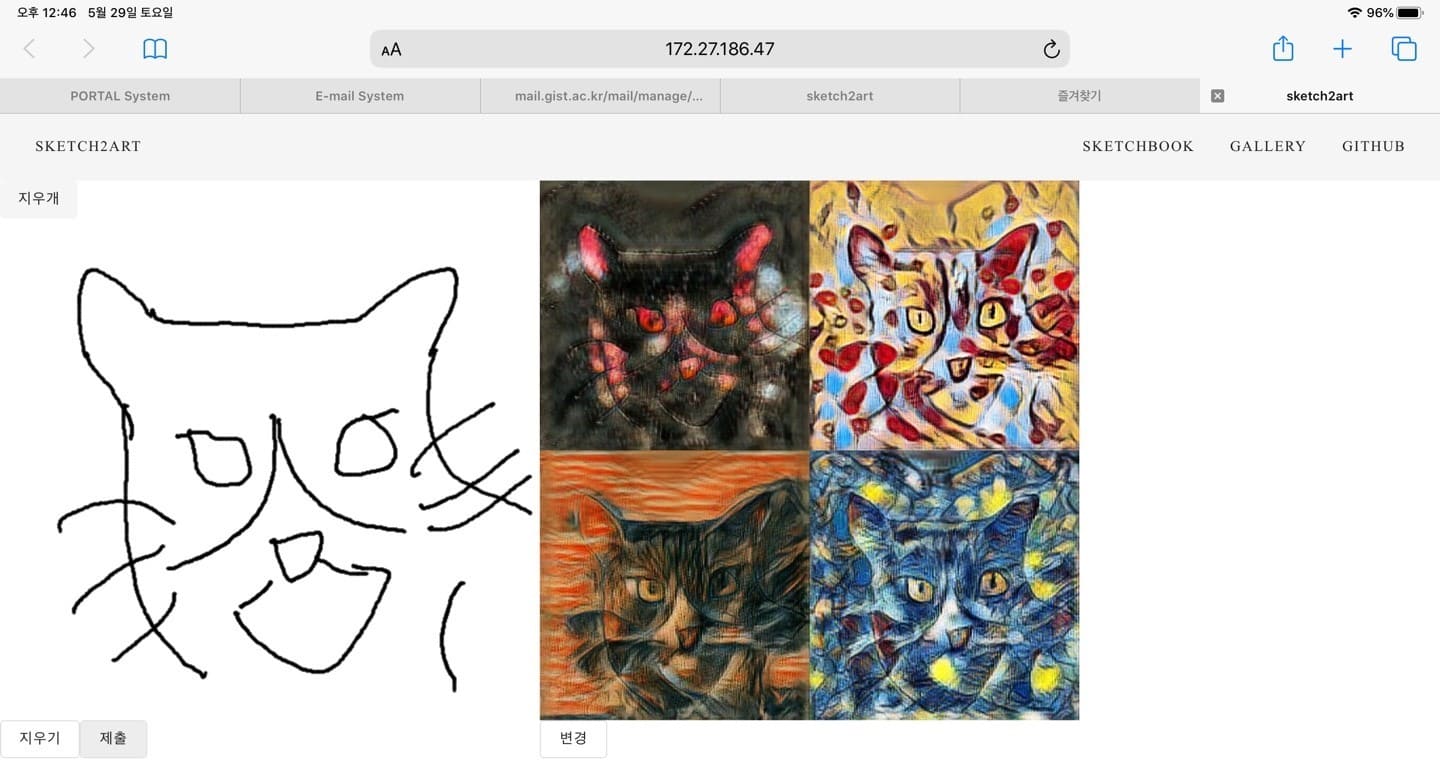 오후 12:46 5월 29일 토요일 96%
AA 172.27.186.47
PORTAL System E-mail System mail.gist.ac.kr/mail/manage/... sketch2art 즐겨찾기 sketch2art
SKETCH2ART SKETCHBOOK GALLERY GITHUB
지우개
지우기 제출 변경